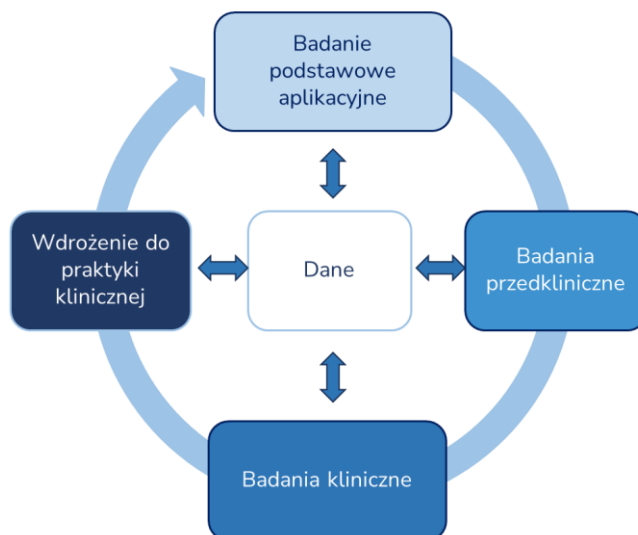 Badanie
podstawowe
aplikacyjne
Wdrożenie do
praktyki
klinicznej
Dane
Badania
przedkliniczne
Badania kliniczne